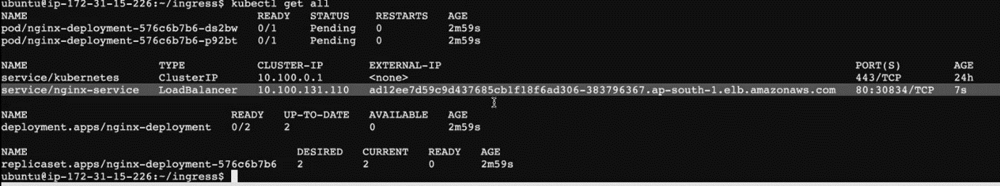 ubuntu@ip-172-31-15-226:~/ingress$ kubectl get all
NAME READY STATUS RESTARTS AGE
pod/nginx-deployment-576c6b7b6-ds2bw 0/1 Pending 0 2m59s
pod/nginx-deployment-576c6b7b6-p92bt 0/1 Pending 0 2m59s
NAME TYPE CLUSTER-IP EXTERNAL-IP PORT(S) AGE
service/kubernetes ClusterIP 10.100.0.1 <none> 443/TCP 24h
service/nginx-service LoadBalancer 10.100.131.110 ad12ee7d59c9d437685cb1f18f6ad306-383796367.ap-south-1.elb.amazonaws.com 80:30834/TCP 7s
NAME READY UP-TO-DATE AVAILABLE AGE
deployment.apps/nginx-deployment 0/2 2 0 2m59s
NAME DESIRED CURRENT READY AGE
replicaset.apps/nginx-deployment-576c6b7b6 2 2 0 2m59s
ubuntu@ip-172-31-15-226:~/ingress$